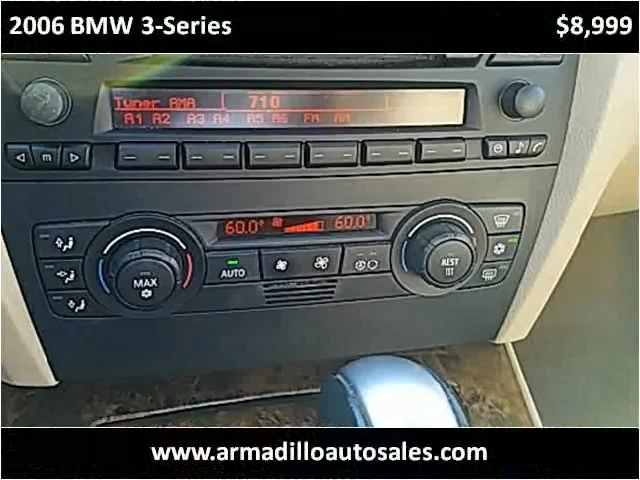 2006 BMW 3-Series
$8,999
Tuner AMA 710
A1 A2 A3 A4 A5 A6 FM AM
m
60.0° 60.0°
AUTO
MAX
REST
www.armadilloautosales.com